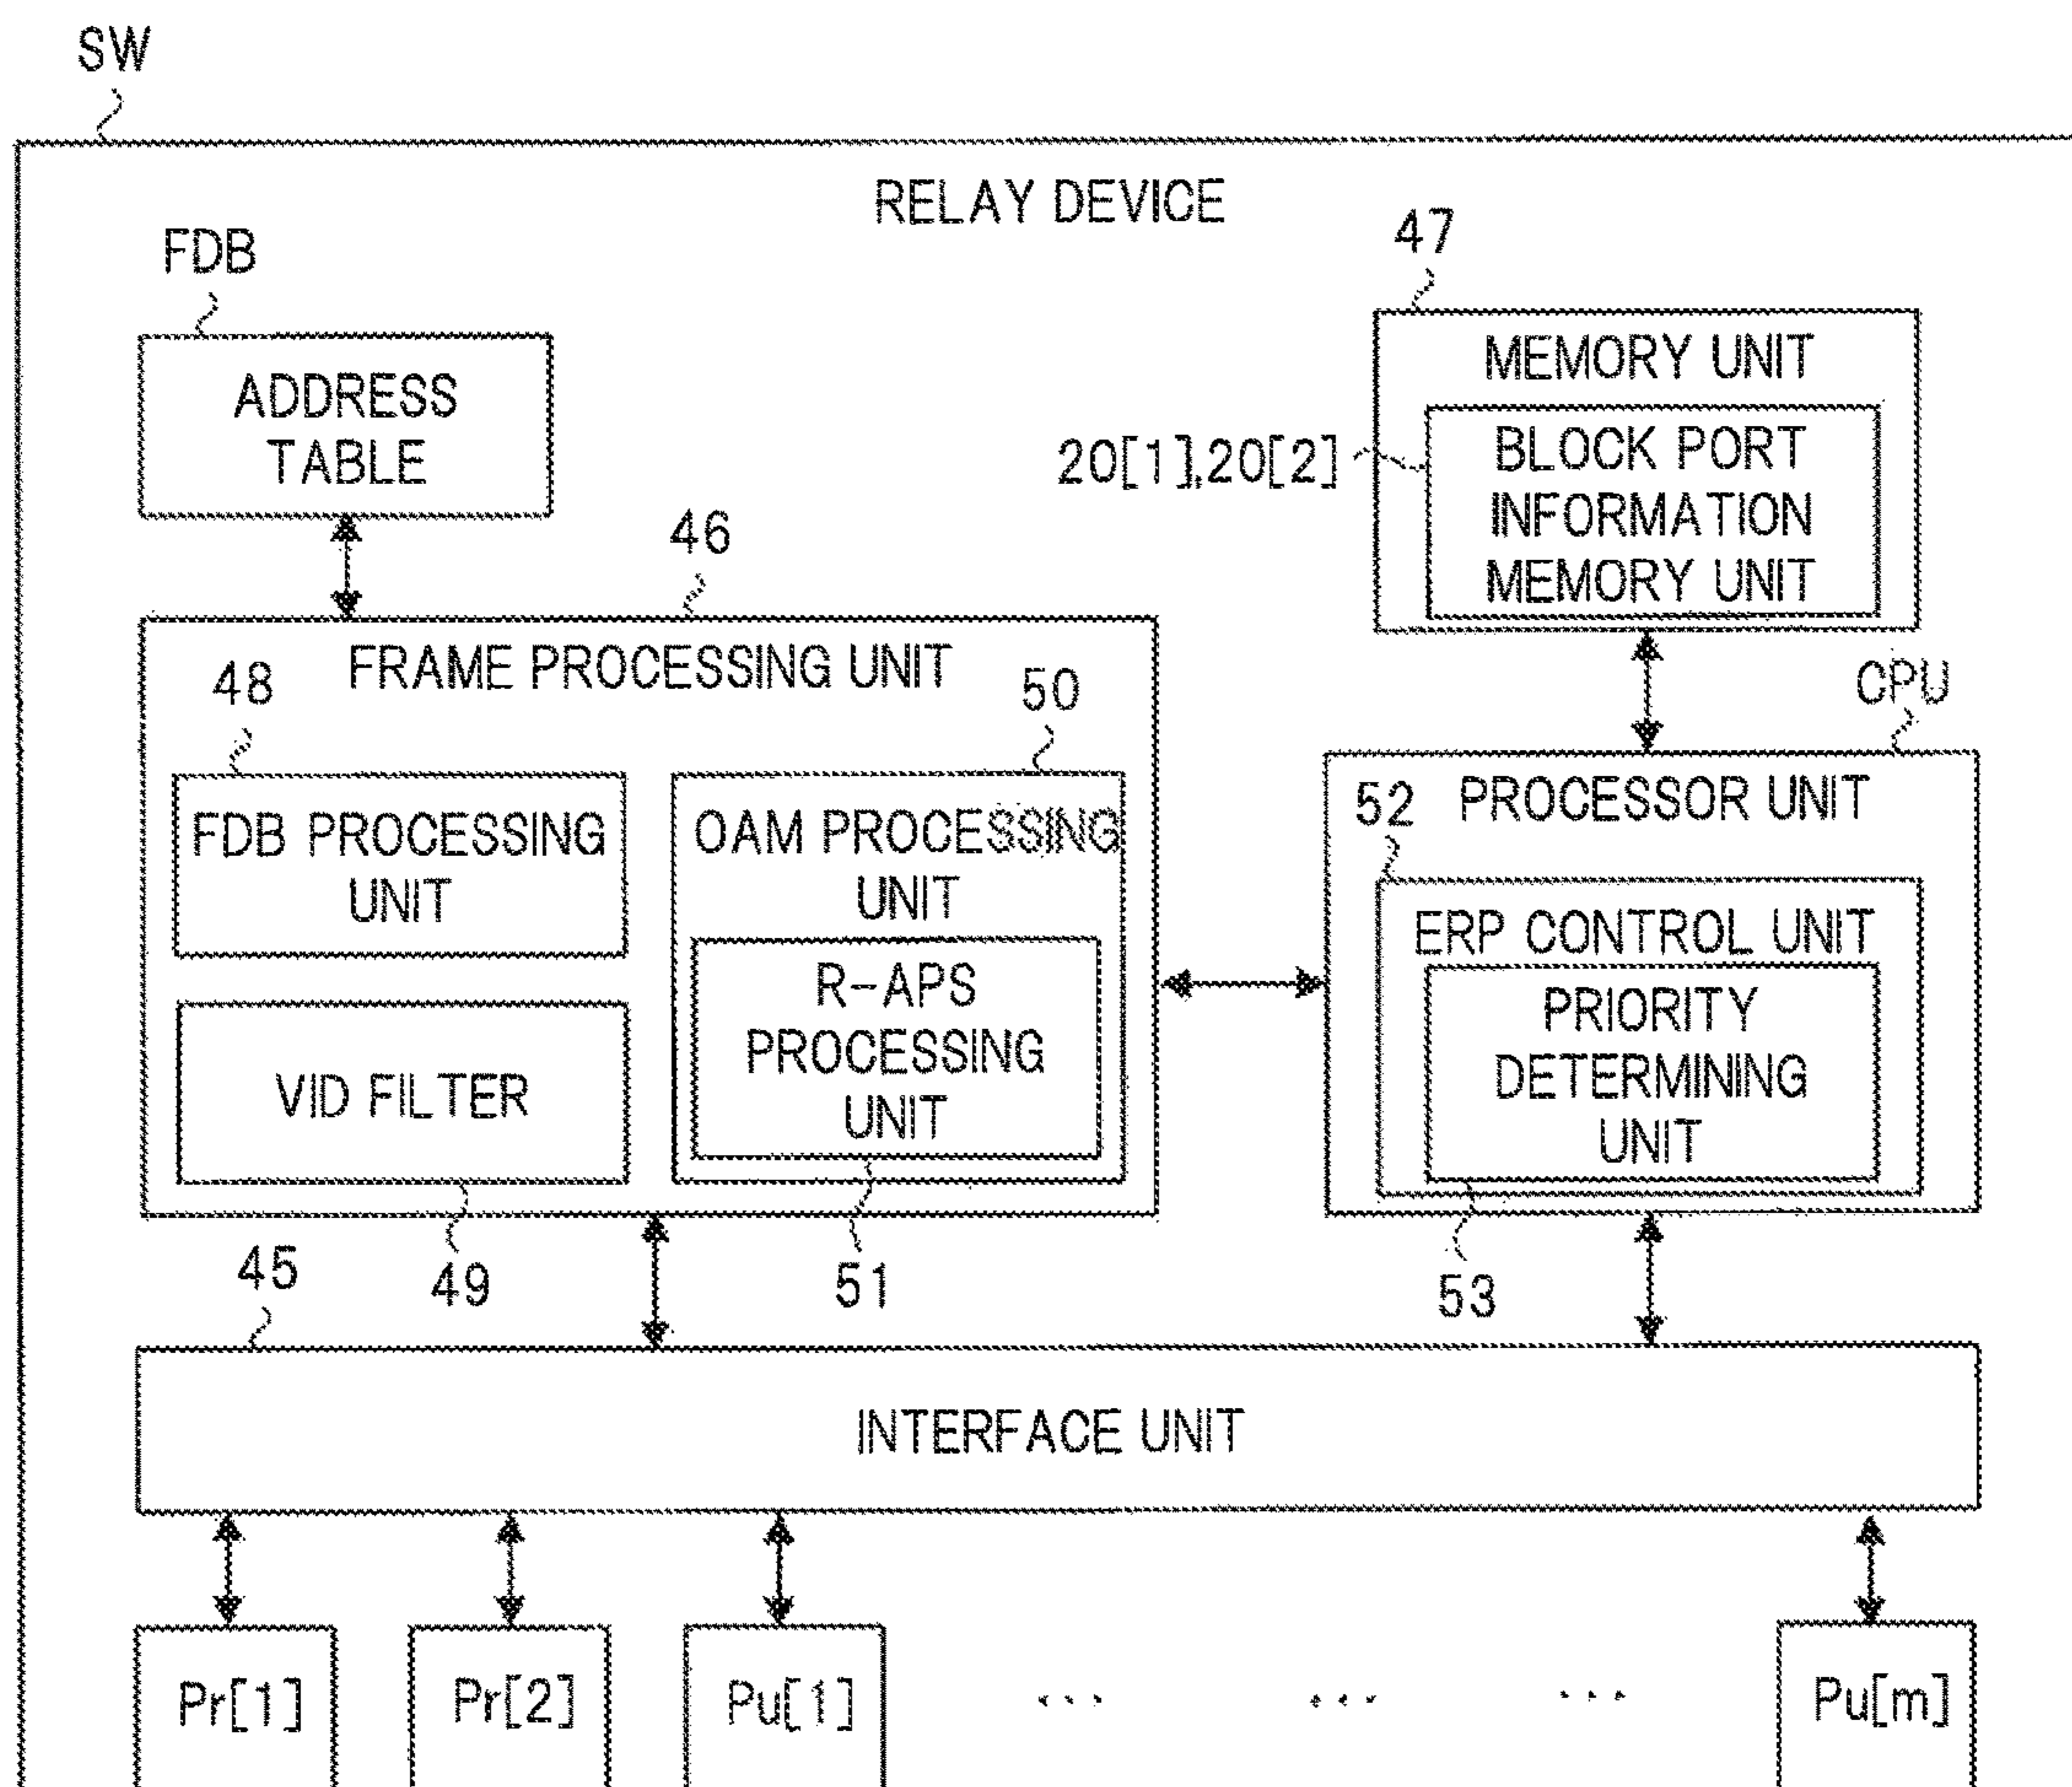 SW
RELAY DEVICE
FDB
47
ADDRESS
TABLE
MEMORY UNIT
20[1],20[2]
BLOCK PORT
INFORMATION
MEMORY UNIT
46
FRAME PROCESSING UNIT
48
50
CPU
FDB PROCESSING
UNIT
OAM PROCESSING
UNIT
52
PROCESSOR UNIT
ERP CONTROL UNIT
R-APS
PROCESSING
UNIT
PRIORITY
DETERMINING
UNIT
VID FILTER
45
49
51
53
INTERFACE UNIT
Pr[1]
Pr[2]
Pu[1]
... ... ...
Pu[m]